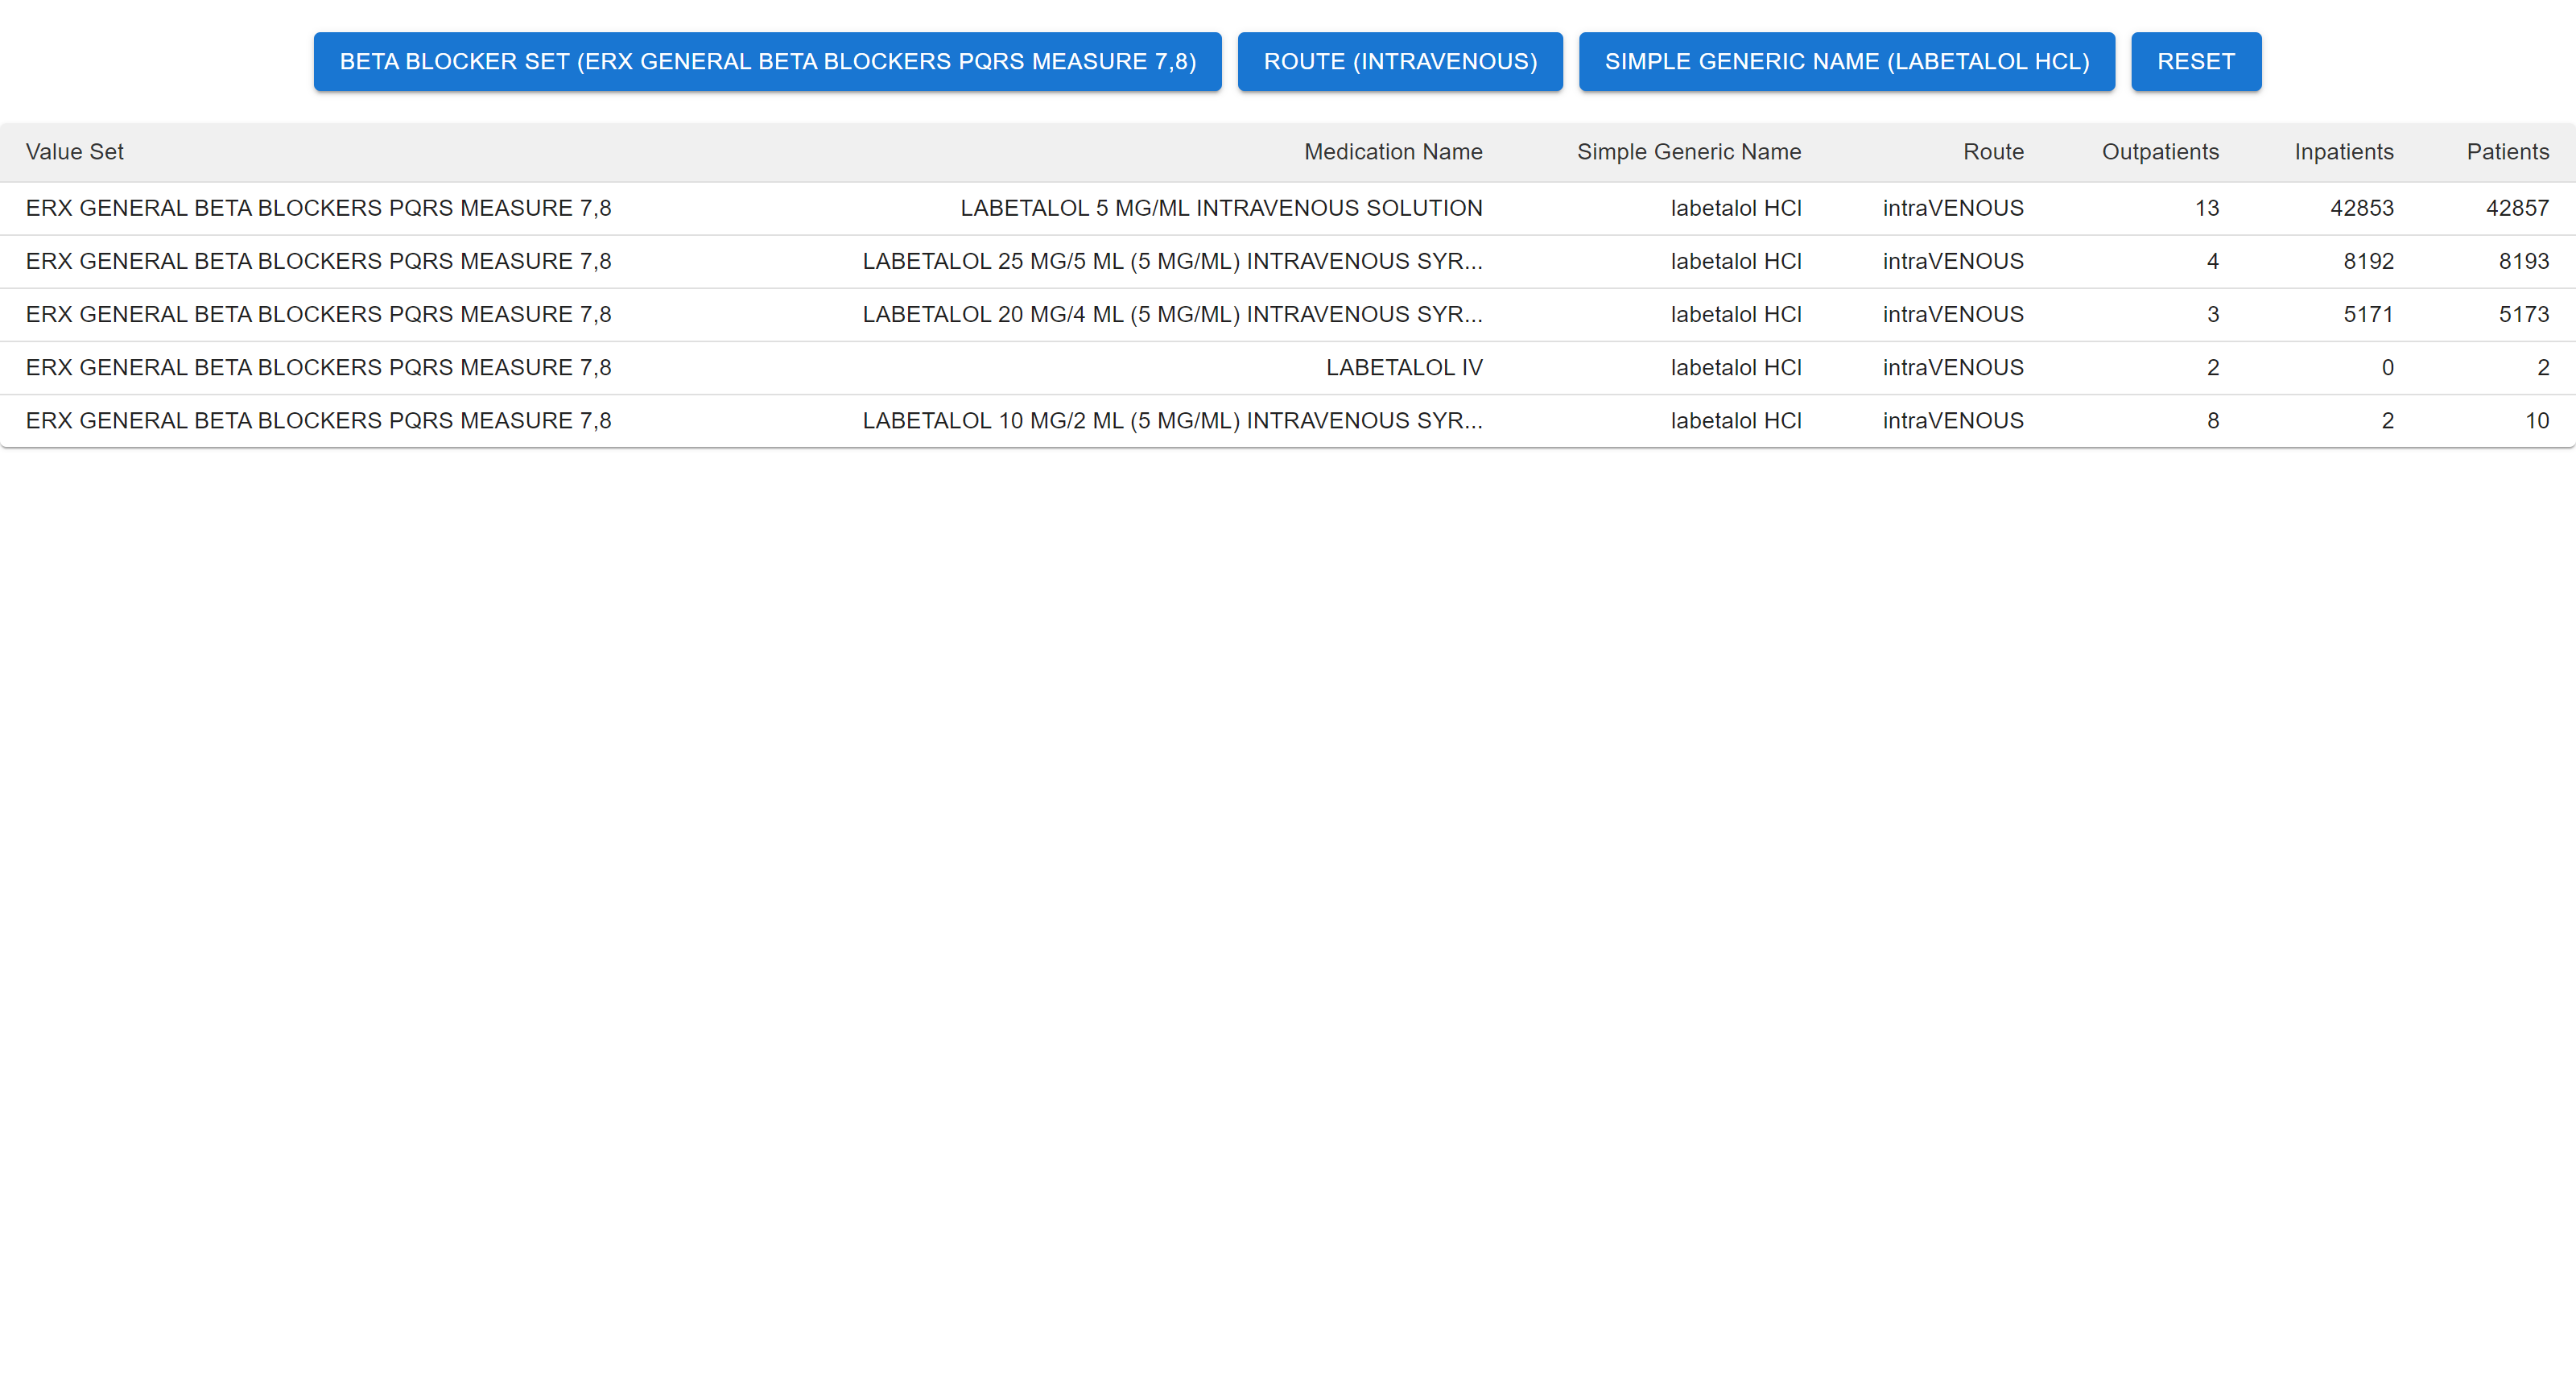 BETA BLOCKER SET (ERX GENERAL BETA BLOCKERS PQRS MEASURE 7,8) ROUTE (INTRAVENOUS) SIMPLE GENERIC NAME (LABETALOL HCL) RESET
Value Set Medication Name Simple Generic Name Route Outpatients Inpatients Patients
ERX GENERAL BETA BLOCKERS PQRS MEASURE 7,8 LABETALOL 5 MG/ML INTRAVENOUS SOLUTION labetalol HCl intraVENOUS 13 42853 42857
ERX GENERAL BETA BLOCKERS PQRS MEASURE 7,8 LABETALOL 25 MG/5 ML (5 MG/ML) INTRAVENOUS SYR... labetalol HCl intraVENOUS 4 8192 8193
ERX GENERAL BETA BLOCKERS PQRS MEASURE 7,8 LABETALOL 20 MG/4 ML (5 MG/ML) INTRAVENOUS SYR... labetalol HCl intraVENOUS 3 5171 5173
ERX GENERAL BETA BLOCKERS PQRS MEASURE 7,8 LABETALOL IV labetalol HCl intraVENOUS 2 0 2
ERX GENERAL BETA BLOCKERS PQRS MEASURE 7,8 LABETALOL 10 MG/2 ML (5 MG/ML) INTRAVENOUS SYR... labetalol HCl intraVENOUS 8 2 10